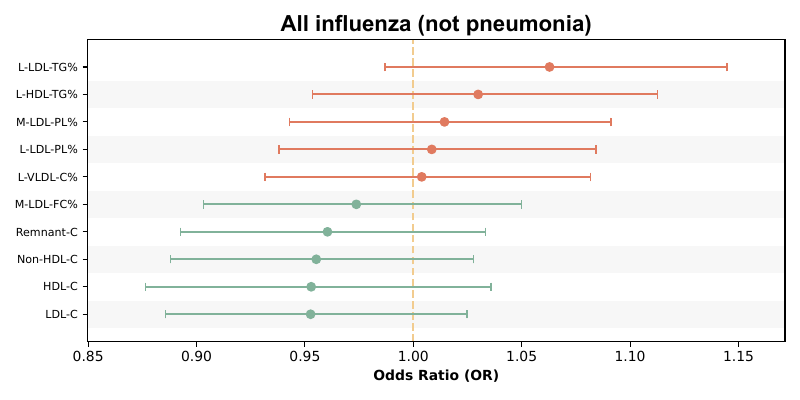 All influenza (not pneumonia)
L-LDL-TG%
L-HDL-TG%
M-LDL-PL%
L-LDL-PL%
L-VLDL-C%
M-LDL-FC%
Remnant-C
Non-HDL-C
HDL-C
LDL-C
0.85 0.90 0.95 1.00 1.05 1.10 1.15
Odds Ratio (OR)